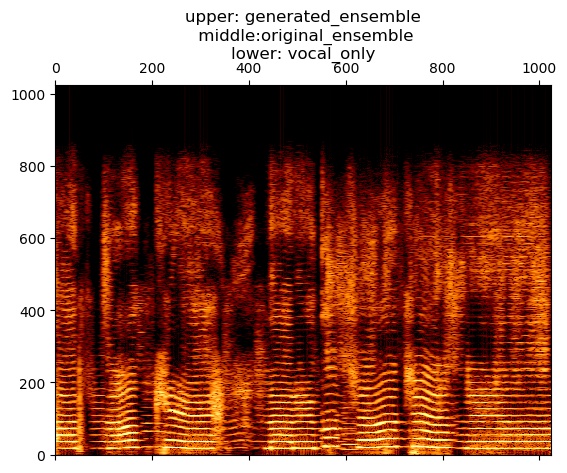 upper: generated_ensemble
middle:original_ensemble
lower: vocal_only
0 200 400 600 800 1000
1000
800
600
400
200
0